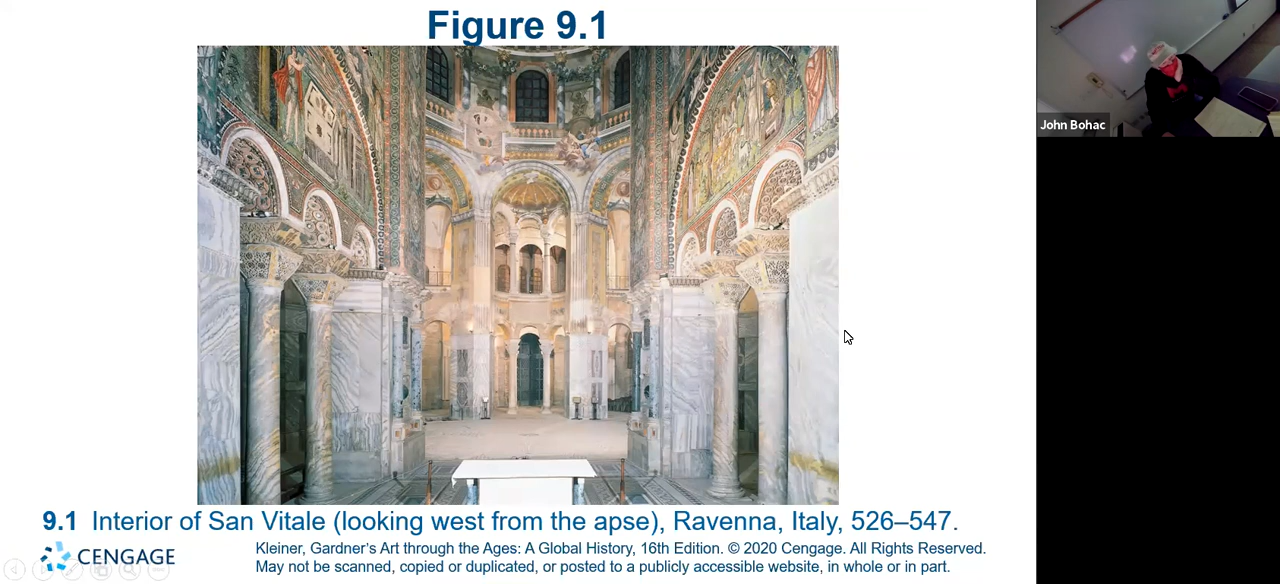 Figure 9.1
John Bohac
9.1 Interior of San Vitale (looking west from the apse), Ravenna, Italy, 526–547.
CENGAGE
Kleiner, Gardner's Art through the Ages: A Global History, 16th Edition. © 2020 Cengage. All Rights Reserved.
May not be scanned, copied or duplicated, or posted to a publicly accessible website, in whole or in part.